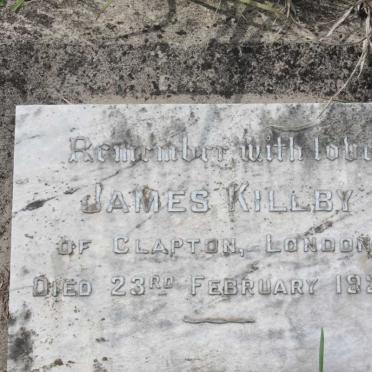 Remember with love
JAMES KILLBY
OF CLAPTON, LONDON
DIED 23RD FEBRUARY